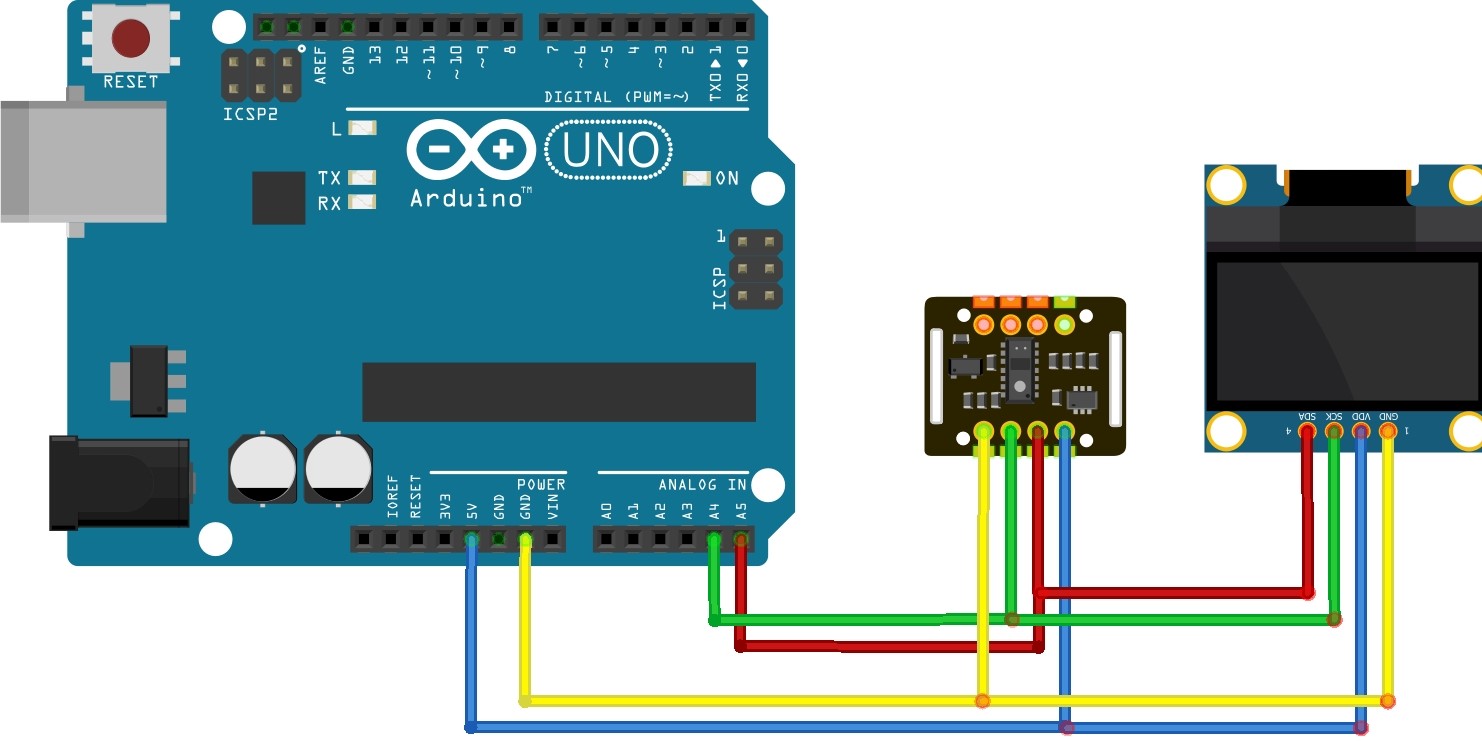 RESET
ICSP2
AREF
GND
13
12
~11
~10
~9
8
7
~6
~5
4
~3
2
TX0▶1
RX0◀0
DIGITAL (PWM=~)
L
TX
RX
UNO
Arduino™
ON
1
ICSP
IOREF
RESET
3V3
5V
GND
GND
VIN
POWER
ANALOG IN
A0
A1
A2
A3
A4
A5
4
SDA
SCK
VDD
GND
1